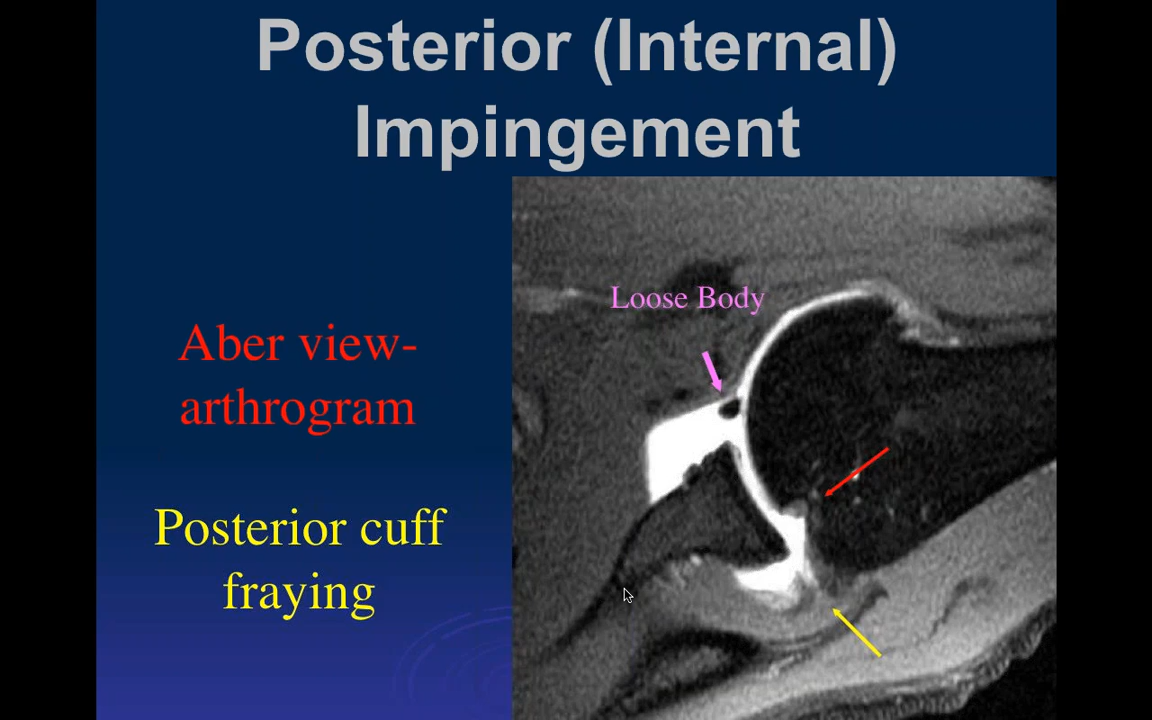 Posterior (Internal)
Impingement
Loose Body
Aber view-
arthrogram
Posterior cuff
fraying